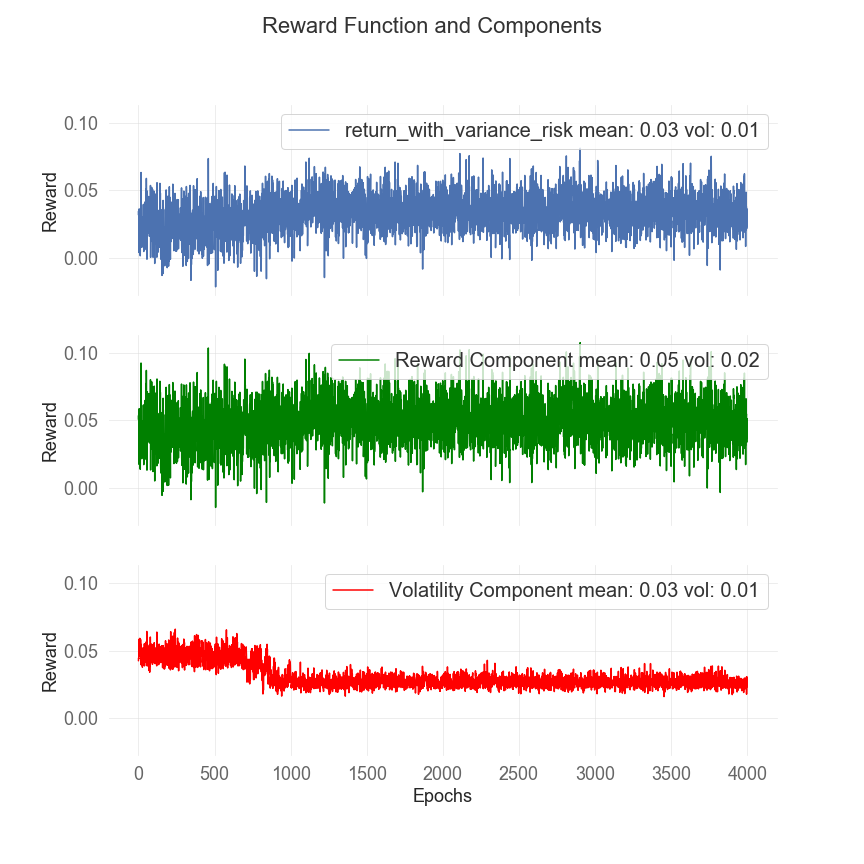 Reward Function and Components
0.10
return_with_variance_risk mean: 0.03 vol: 0.01
0.05
0.00
Reward
0.10
Reward Component mean: 0.05 vol: 0.02
0.05
0.00
Reward
0.10
Volatility Component mean: 0.03 vol: 0.01
0.05
0.00
Reward
0 500 1000 1500 2000 2500 3000 3500 4000
Epochs